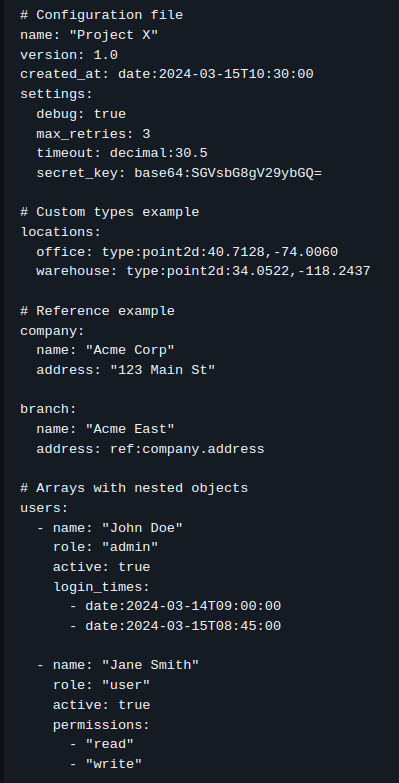 # Configuration file
name: "Project X"
version: 1.0
created_at: date:2024-03-15T10:30:00
settings:
  debug: true
  max_retries: 3
  timeout: decimal:30.5
  secret_key: base64:SGVsbG8gV29ybGQ=

# Custom types example
locations:
  office: type:point2d:40.7128,-74.0060
  warehouse: type:point2d:34.0522,-118.2437

# Reference example
company:
  name: "Acme Corp"
  address: "123 Main St"

branch:
  name: "Acme East"
  address: ref:company.address

# Arrays with nested objects
users:
  - name: "John Doe"
    role: "admin"
    active: true
    login_times:
      - date:2024-03-14T09:00:00
      - date:2024-03-15T08:45:00

  - name: "Jane Smith"
    role: "user"
    active: true
    permissions:
      - "read"
      - "write"